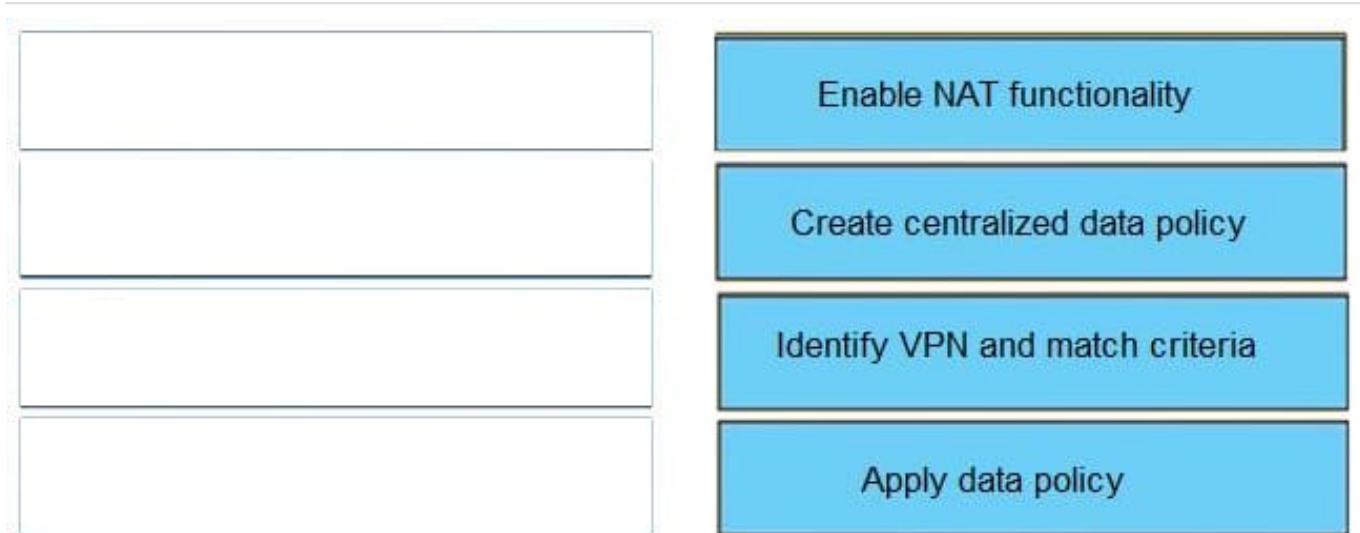 Enable NAT functionality
Create centralized data policy
Identify VPN and match criteria
Apply data policy